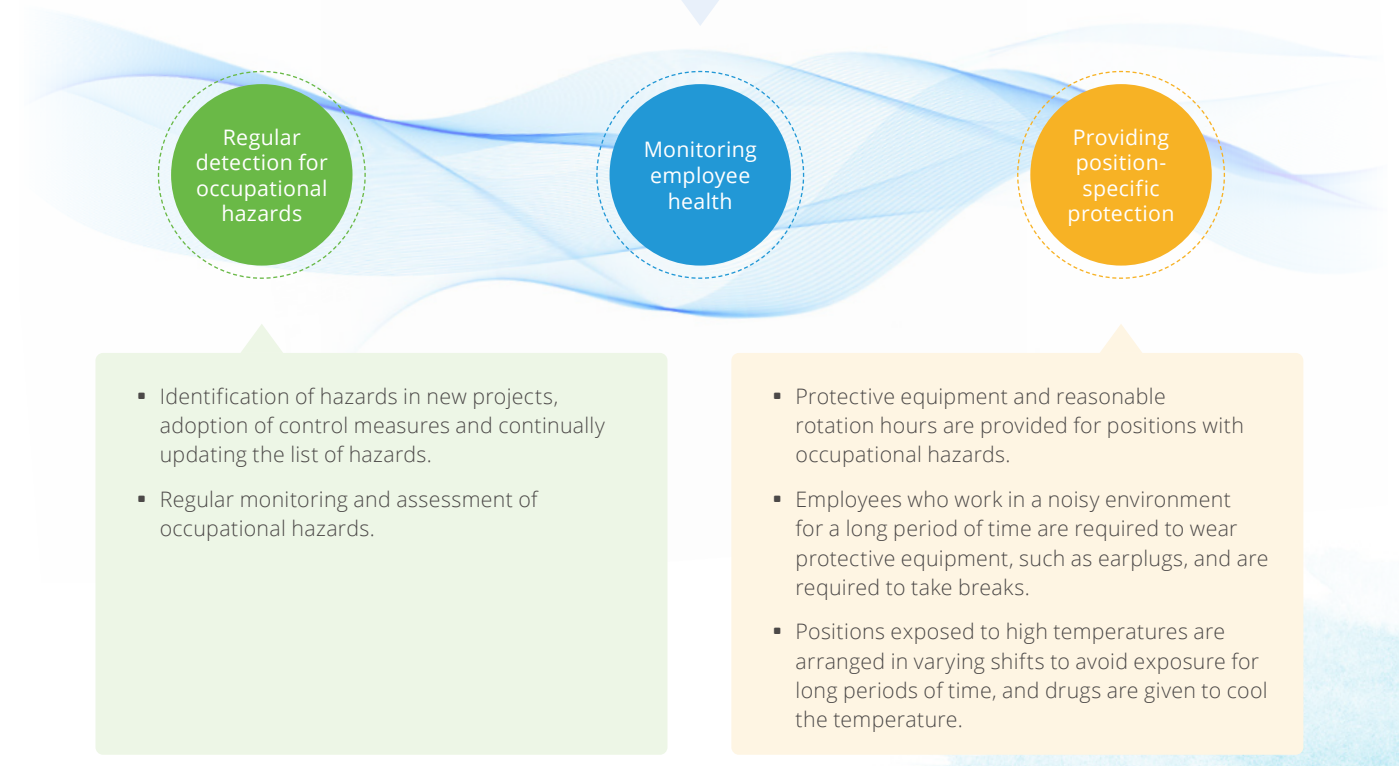 Regular
detection for
occupational
hazards
Monitoring
employee
health
Providing
position-
specific
protection
▪ Identification of hazards in new projects,
adoption of control measures and continually
updating the list of hazards.
▪ Regular monitoring and assessment of
occupational hazards.
▪ Protective equipment and reasonable
rotation hours are provided for positions with
occupational hazards.
▪ Employees who work in a noisy environment
for a long period of time are required to wear
protective equipment, such as earplugs, and are
required to take breaks.
▪ Positions exposed to high temperatures are
arranged in varying shifts to avoid exposure for
long periods of time, and drugs are given to cool
the temperature.